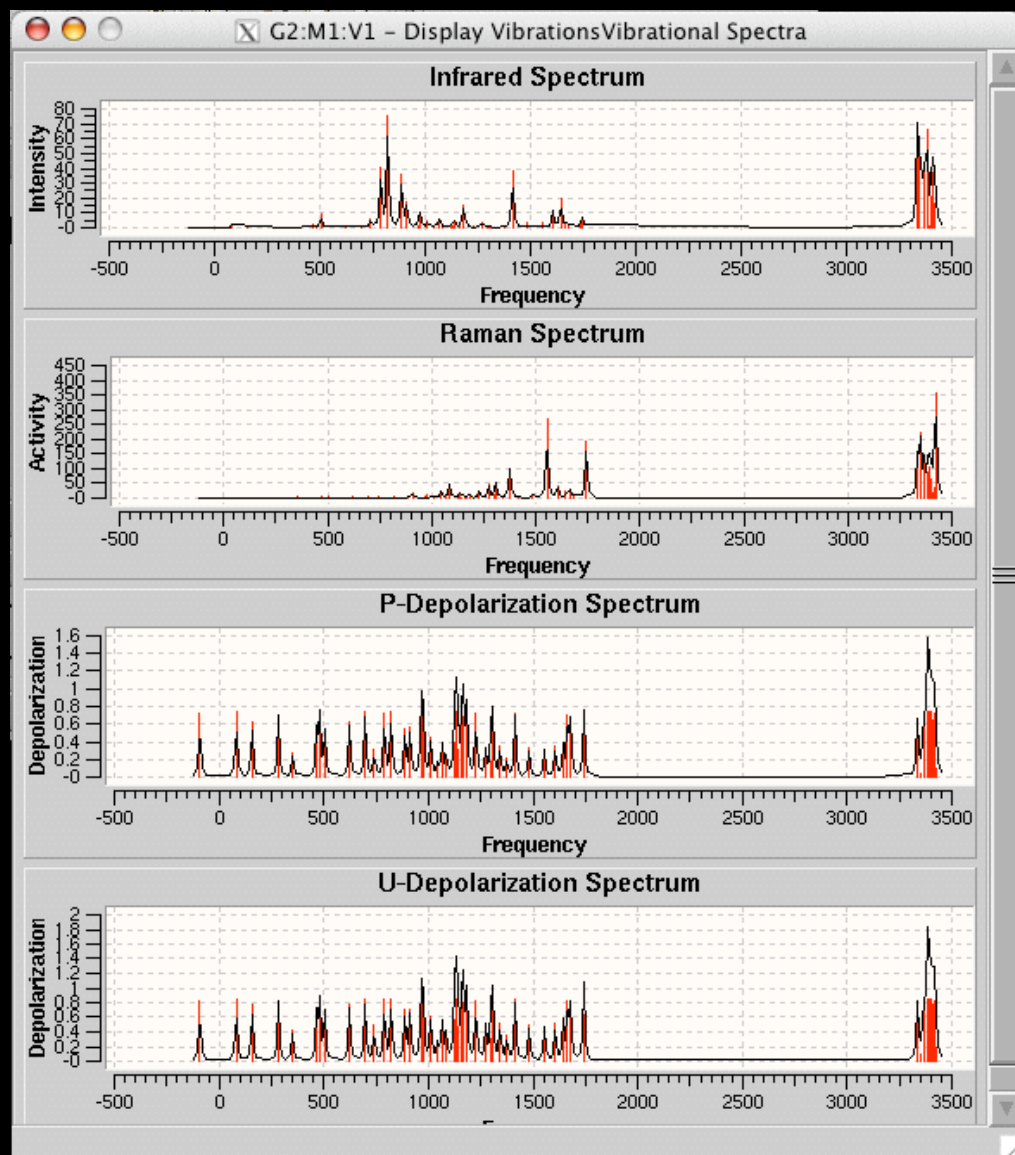 G2:M1:V1 – Display VibrationsVibrational Spectra
Infrared Spectrum
Intensity
80
70
60
50
40
30
20
10
-0
-500 0 500 1000 1500 2000 2500 3000 3500
Frequency
Raman Spectrum
Activity
450
400
350
300
250
200
150
100
50
-0
-500 0 500 1000 1500 2000 2500 3000 3500
Frequency
P-Depolarization Spectrum
Depolarization
1.6
1.4
1.2
1
0.8
0.6
0.4
0.2
-0
-500 0 500 1000 1500 2000 2500 3000 3500
Frequency
U-Depolarization Spectrum
Depolarization
2
1.8
1.6
1.4
1.2
1
0.8
0.6
0.4
0.2
-0
-500 0 500 1000 1500 2000 2500 3000 3500